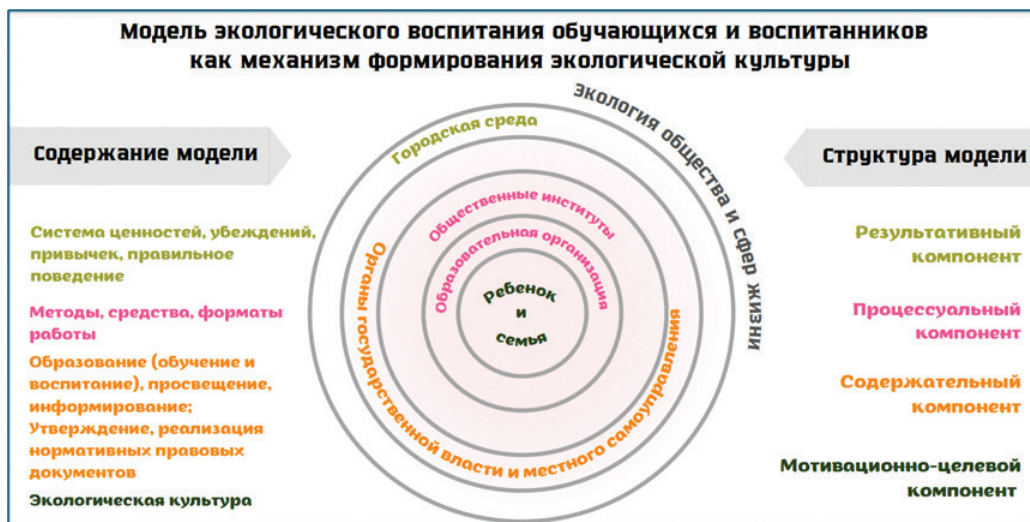 Модель экологического воспитания обучающихся и воспитанников
как механизм формирования экологической культуры
Содержание модели
Система ценностей, убеждений,
привычек, правильное
поведение
Методы, средства, форматы
работы
Образование (обучение и
воспитание), просвещение,
информирование;
Утверждение, реализация
нормативных правовых
документов
Экологическая культура
Экология общества и сфер жизни
Городская среда
Органы государственной власти и местного самоуправления
Общественные институты
Образовательная организация
Ребенок
и
семья
Структура модели
Результативный
компонент
Процессуальный
компонент
Содержательный
компонент
Мотивационно-целевой
компонент